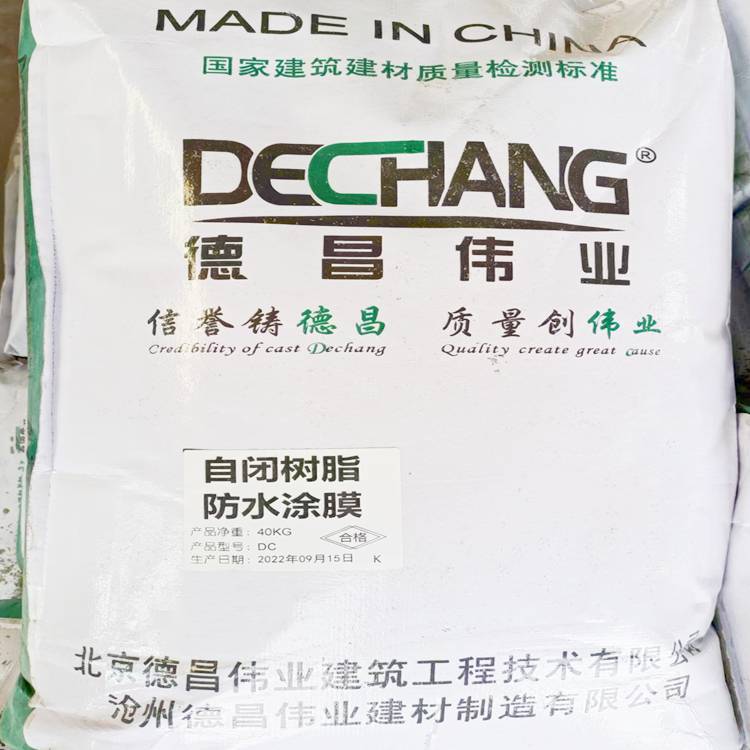 MADE IN CHINA
国家建筑建材质量检测标准
DECHANG®
德昌伟业
信誉铸德昌 质量创伟业
Credibility of cast Dechang Quality create great cause
自闭树脂
防水涂膜
产品净重：40KG
产品型号：DC
合格
生产日期：2022年09月15日 K
北京德昌伟业建筑工程技术有限公
沧州德昌伟业建材制造有限公司